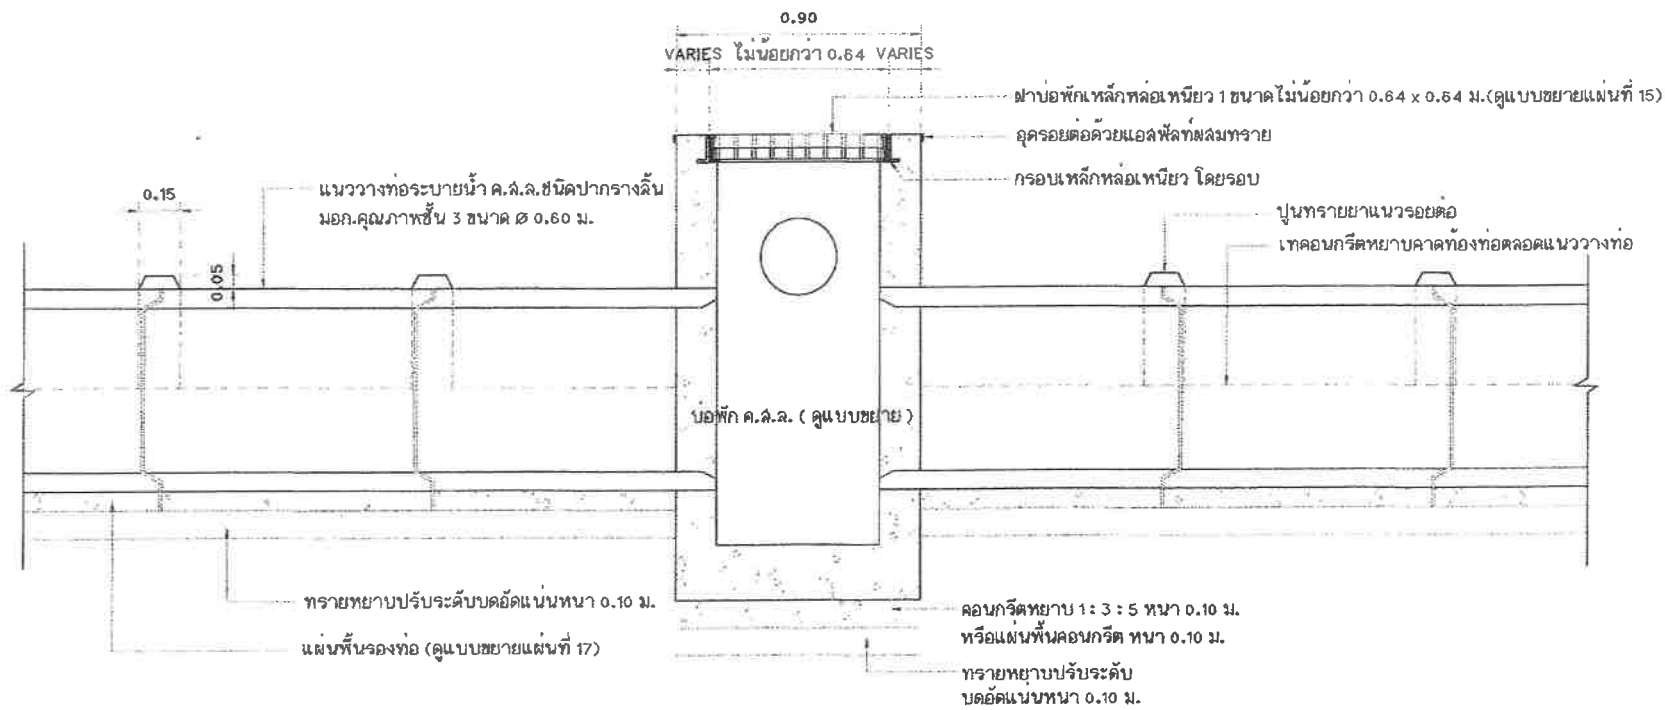 0.90
VARIES ไม่น้อยกว่า 0.64 VARIES
ฝาบ่อพักเหล็กหล่อเหนียว 1 ขนาดไม่น้อยกว่า 0.64 x 0.64 ม.(ดูแบบขยายแผ่นที่ 15)
อุดรอยต่อด้วยแอสฟัลท์ผสมทราย
กรอบเหล็กหล่อเหนียว โดยรอบ
0.15
แนววางท่อระบายน้ำ ค.ส.ล.ชนิดปากรางลิ้น
มอก.คุณภาพชั้น 3 ขนาด Ø 0.60 ม.
ปูนทรายยาแนวรอยต่อ
เทคอนกรีตหยาบคาดท้องท่อตลอดแนววางท่อ
0.05
บ่อพัก ค.ส.ล. ( ดูแบบขยาย )
ทรายหยาบปรับระดับบดอัดแน่นหนา 0.10 ม.
แผ่นพื้นรองท่อ (ดูแบบขยายแผ่นที่ 17)
คอนกรีตหยาบ 1: 3 : 5 หนา 0.10 ม.
หรือแผ่นพื้นคอนกรีต หนา 0.10 ม.
ทรายหยาบปรับระดับ
บดอัดแน่นหนา 0.10 ม.